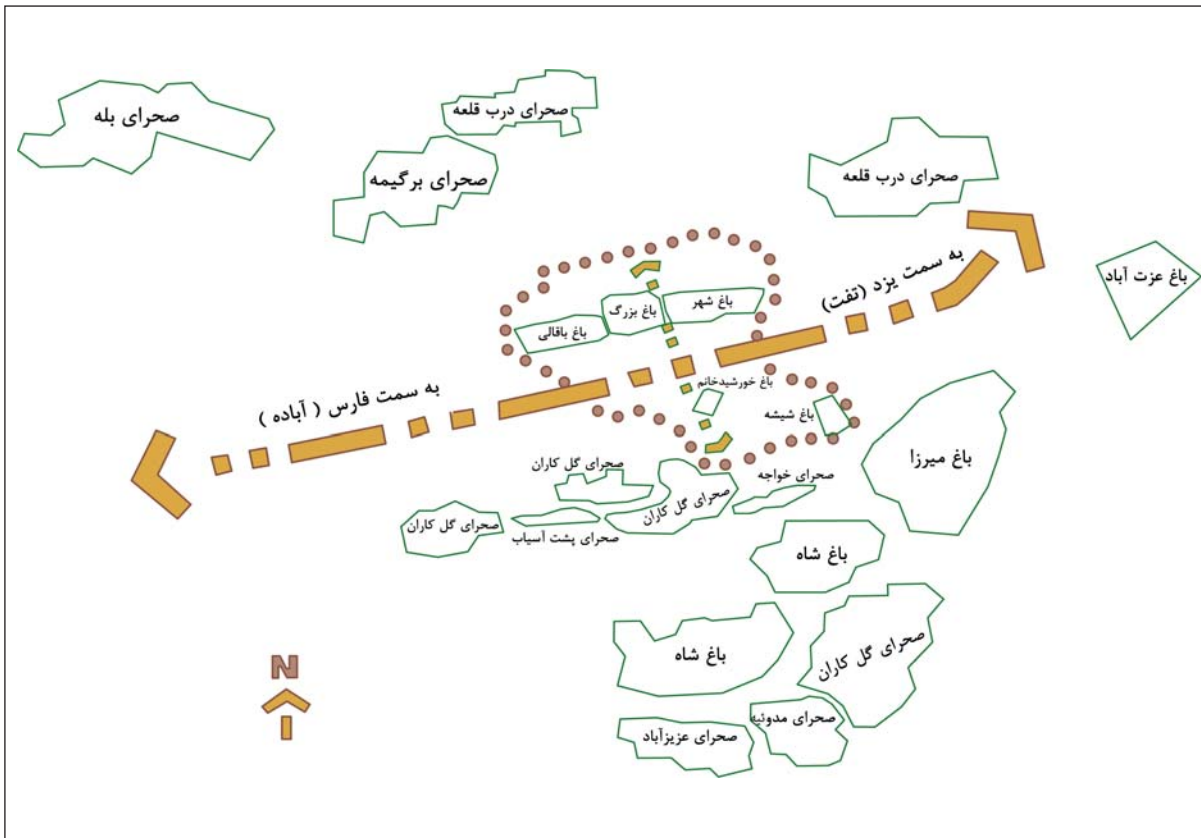 صحرای بله
صحرای درب قلعه
صحرای برگیمه
صحرای درب قلعه
باغ عزت آباد
به سمت یزد (تفت)
باغ شهر
باغ بزرگ
باغ باقالی
به سمت فارس ( آباده )
باغ خورشیدخانم
باغ شیشه
باغ میرزا
صحرای گل کاران
صحرای خواجه
صحرای گل کاران
صحرای گل کاران
صحرای پشت آسیاب
باغ شاه
صحرای گل کاران
باغ شاه
صحرای مدوئیه
صحرای عزیزآباد
N